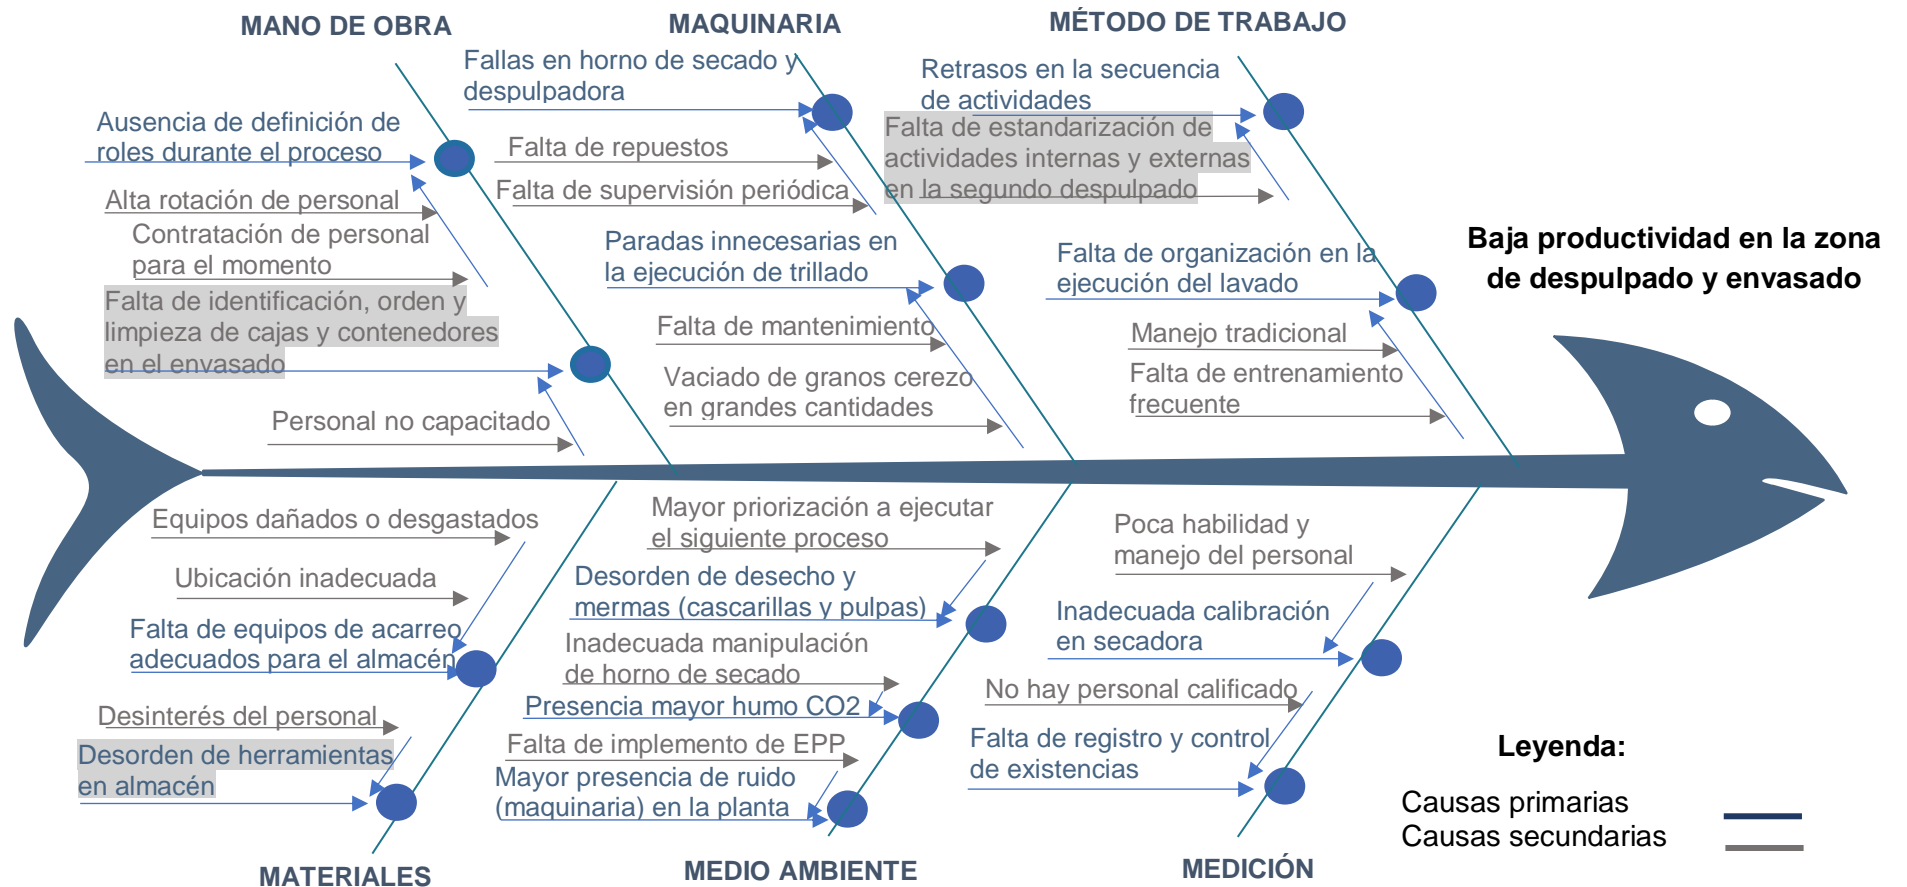 MANO DE OBRA
MAQUINARIA
MÉTODO DE TRABAJO
Ausencia de definición de
roles durante el proceso
Alta rotación de personal
Contratación de personal
para el momento
Falta de identificación, orden y
limpieza de cajas y contenedores
en el envasado
Personal no capacitado
Fallas en horno de secado y
despulpadora
Falta de repuestos
Falta de supervisión periódica
Paradas innecesarias en
la ejecución de trillado
Falta de mantenimiento
Vaciado de granos cerezo
en grandes cantidades
Retrasos en la secuencia
de actividades
Falta de estandarización de
actividades internas y externas
en la segundo despulpado
Falta de organización en la
ejecución del lavado
Manejo tradicional
Falta de entrenamiento
frecuente
Baja productividad en la zona
de despulpado y envasado
Equipos dañados o desgastados
Ubicación inadecuada
Falta de equipos de acarreo
adecuados para el almacén
Desinterés del personal
Desorden de herramientas
en almacén
Mayor priorización a ejecutar
el siguiente proceso
Desorden de desecho y
mermas (cascarillas y pulpas)
Inadecuada manipulación
de horno de secado
Presencia mayor humo CO2
Falta de implemento de EPP
Mayor presencia de ruido
(maquinaria) en la planta
Poca habilidad y
manejo del personal
Inadecuada calibración
en secadora
No hay personal calificado
Falta de registro y control
de existencias
Leyenda:
Causas primarias
Causas secundarias
MATERIALES
MEDIO AMBIENTE
MEDICIÓN